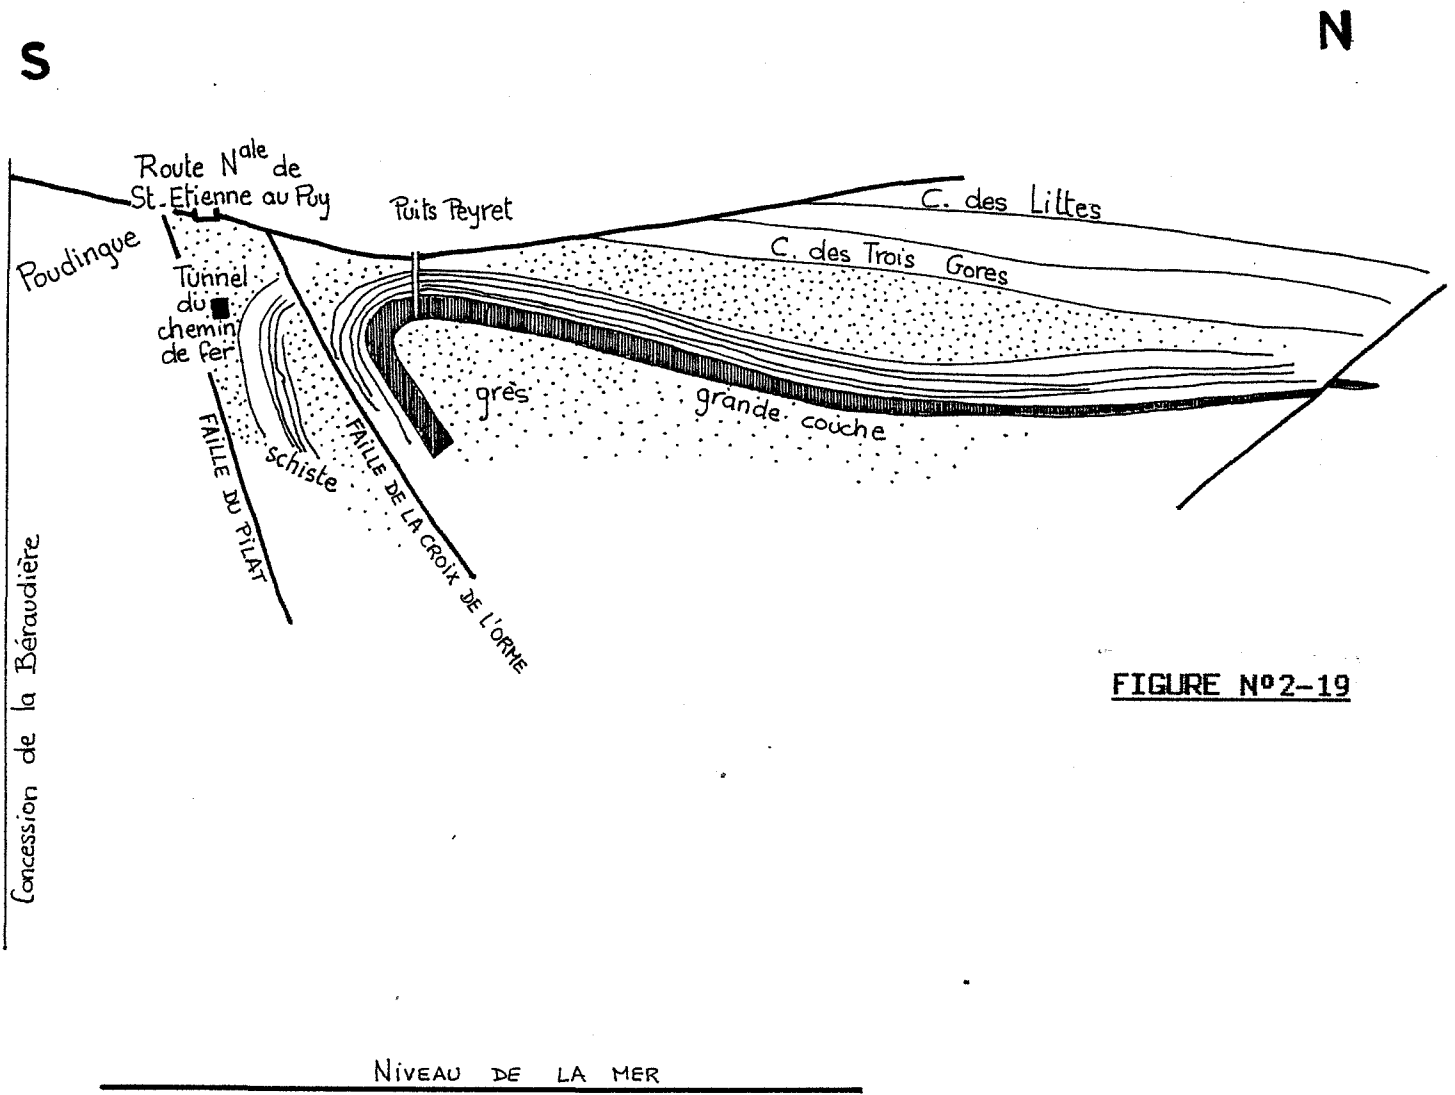 S
N
Route Nale de
St.Etienne au Puy
Puits Peyret
C. des Littes
Poudingue
C. des Trois Gores
Tunnel
du
chemin
de fer
grès
grande couche
schiste
FAILLE DU PILAT
FAILLE DE LA CROIX DE L'ORME
Concession de la Béraudière
FIGURE Nº2-19
NIVEAU DE LA MER